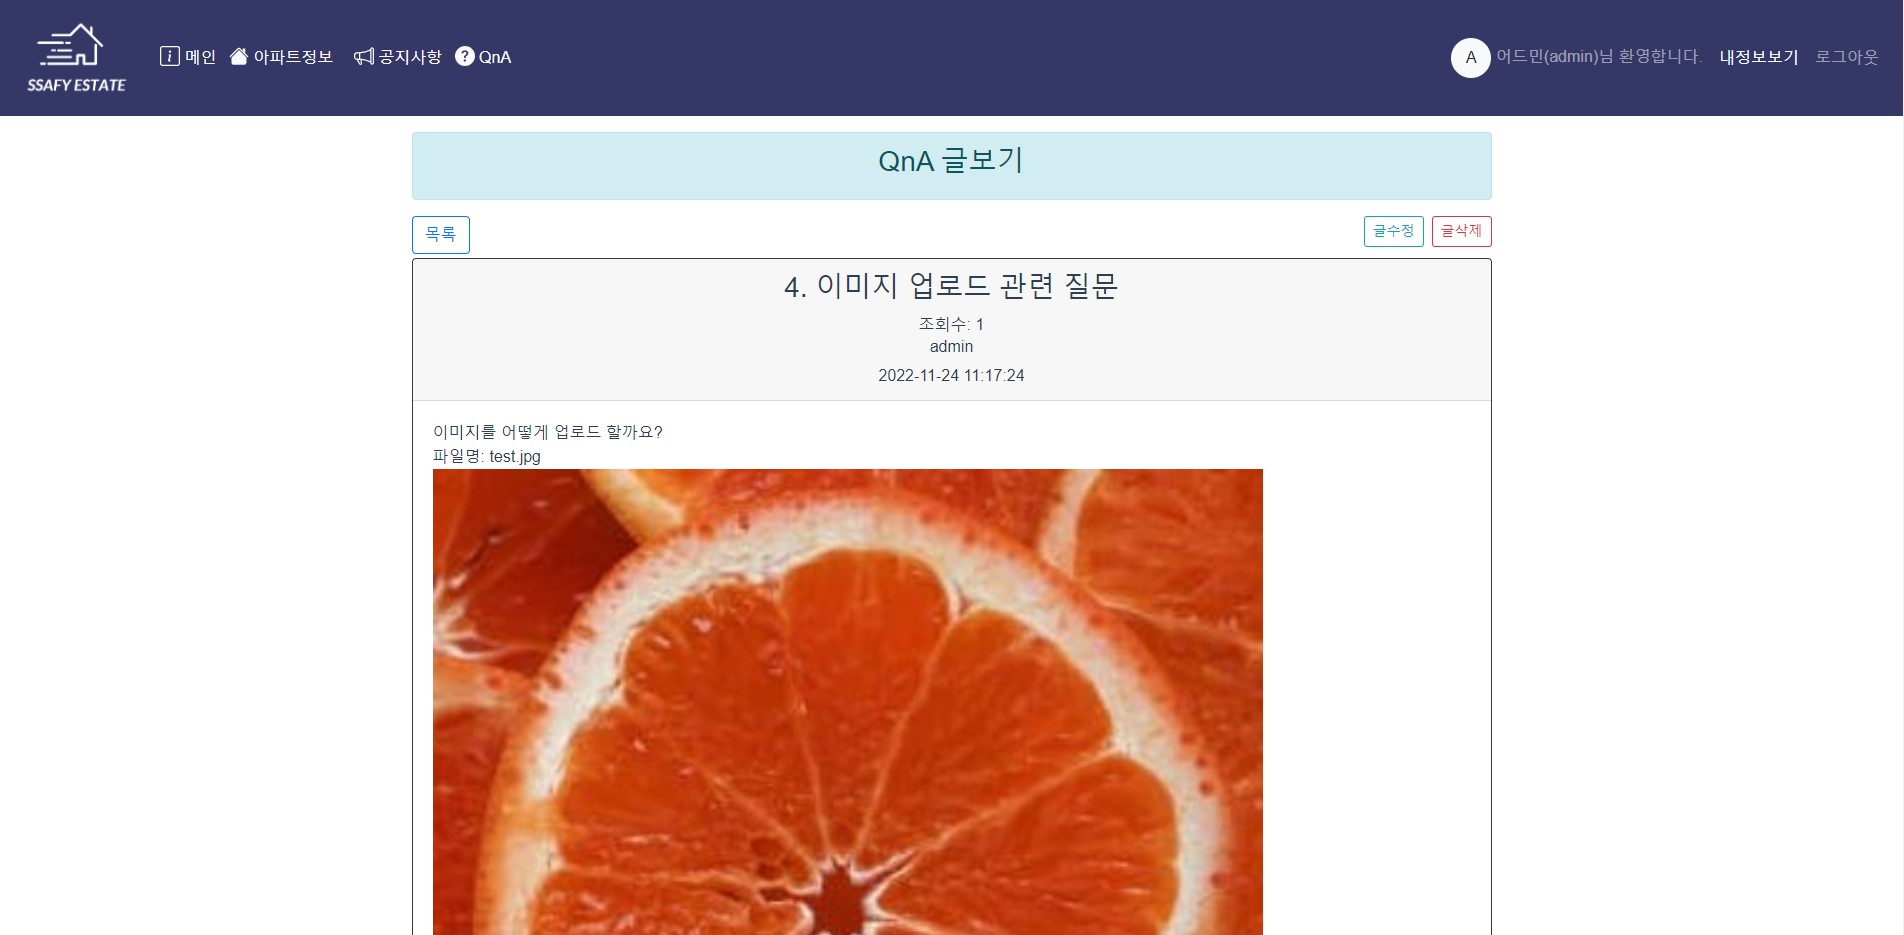 SSAFY ESTATE
메인 아파트정보 공지사항 QnA
A 어드민(admin)님 환영합니다. 내정보보기 로그아웃
QnA 글보기
목록
글수정 글삭제
4. 이미지 업로드 관련 질문
조회수: 1
admin
2022-11-24 11:17:24
이미지를 어떻게 업로드 할까요?
파일명: test.jpg